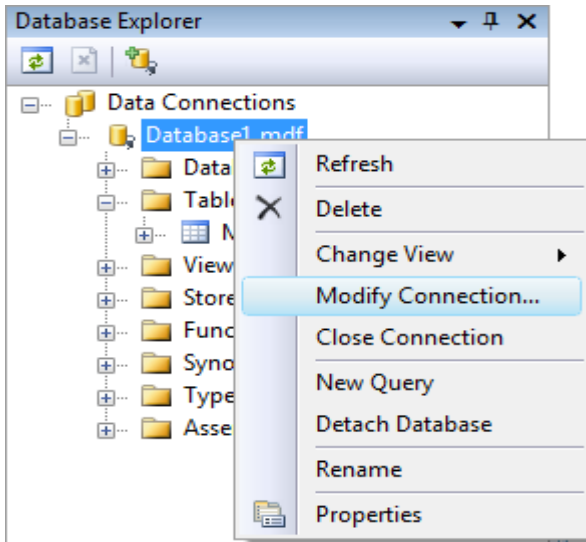 Database Explorer
Data Connections
Database1.mdf
Data
Table
View
Store
Func
Syno
Type
Asse
Refresh
Delete
Change View
Modify Connection...
Close Connection
New Query
Detach Database
Rename
Properties